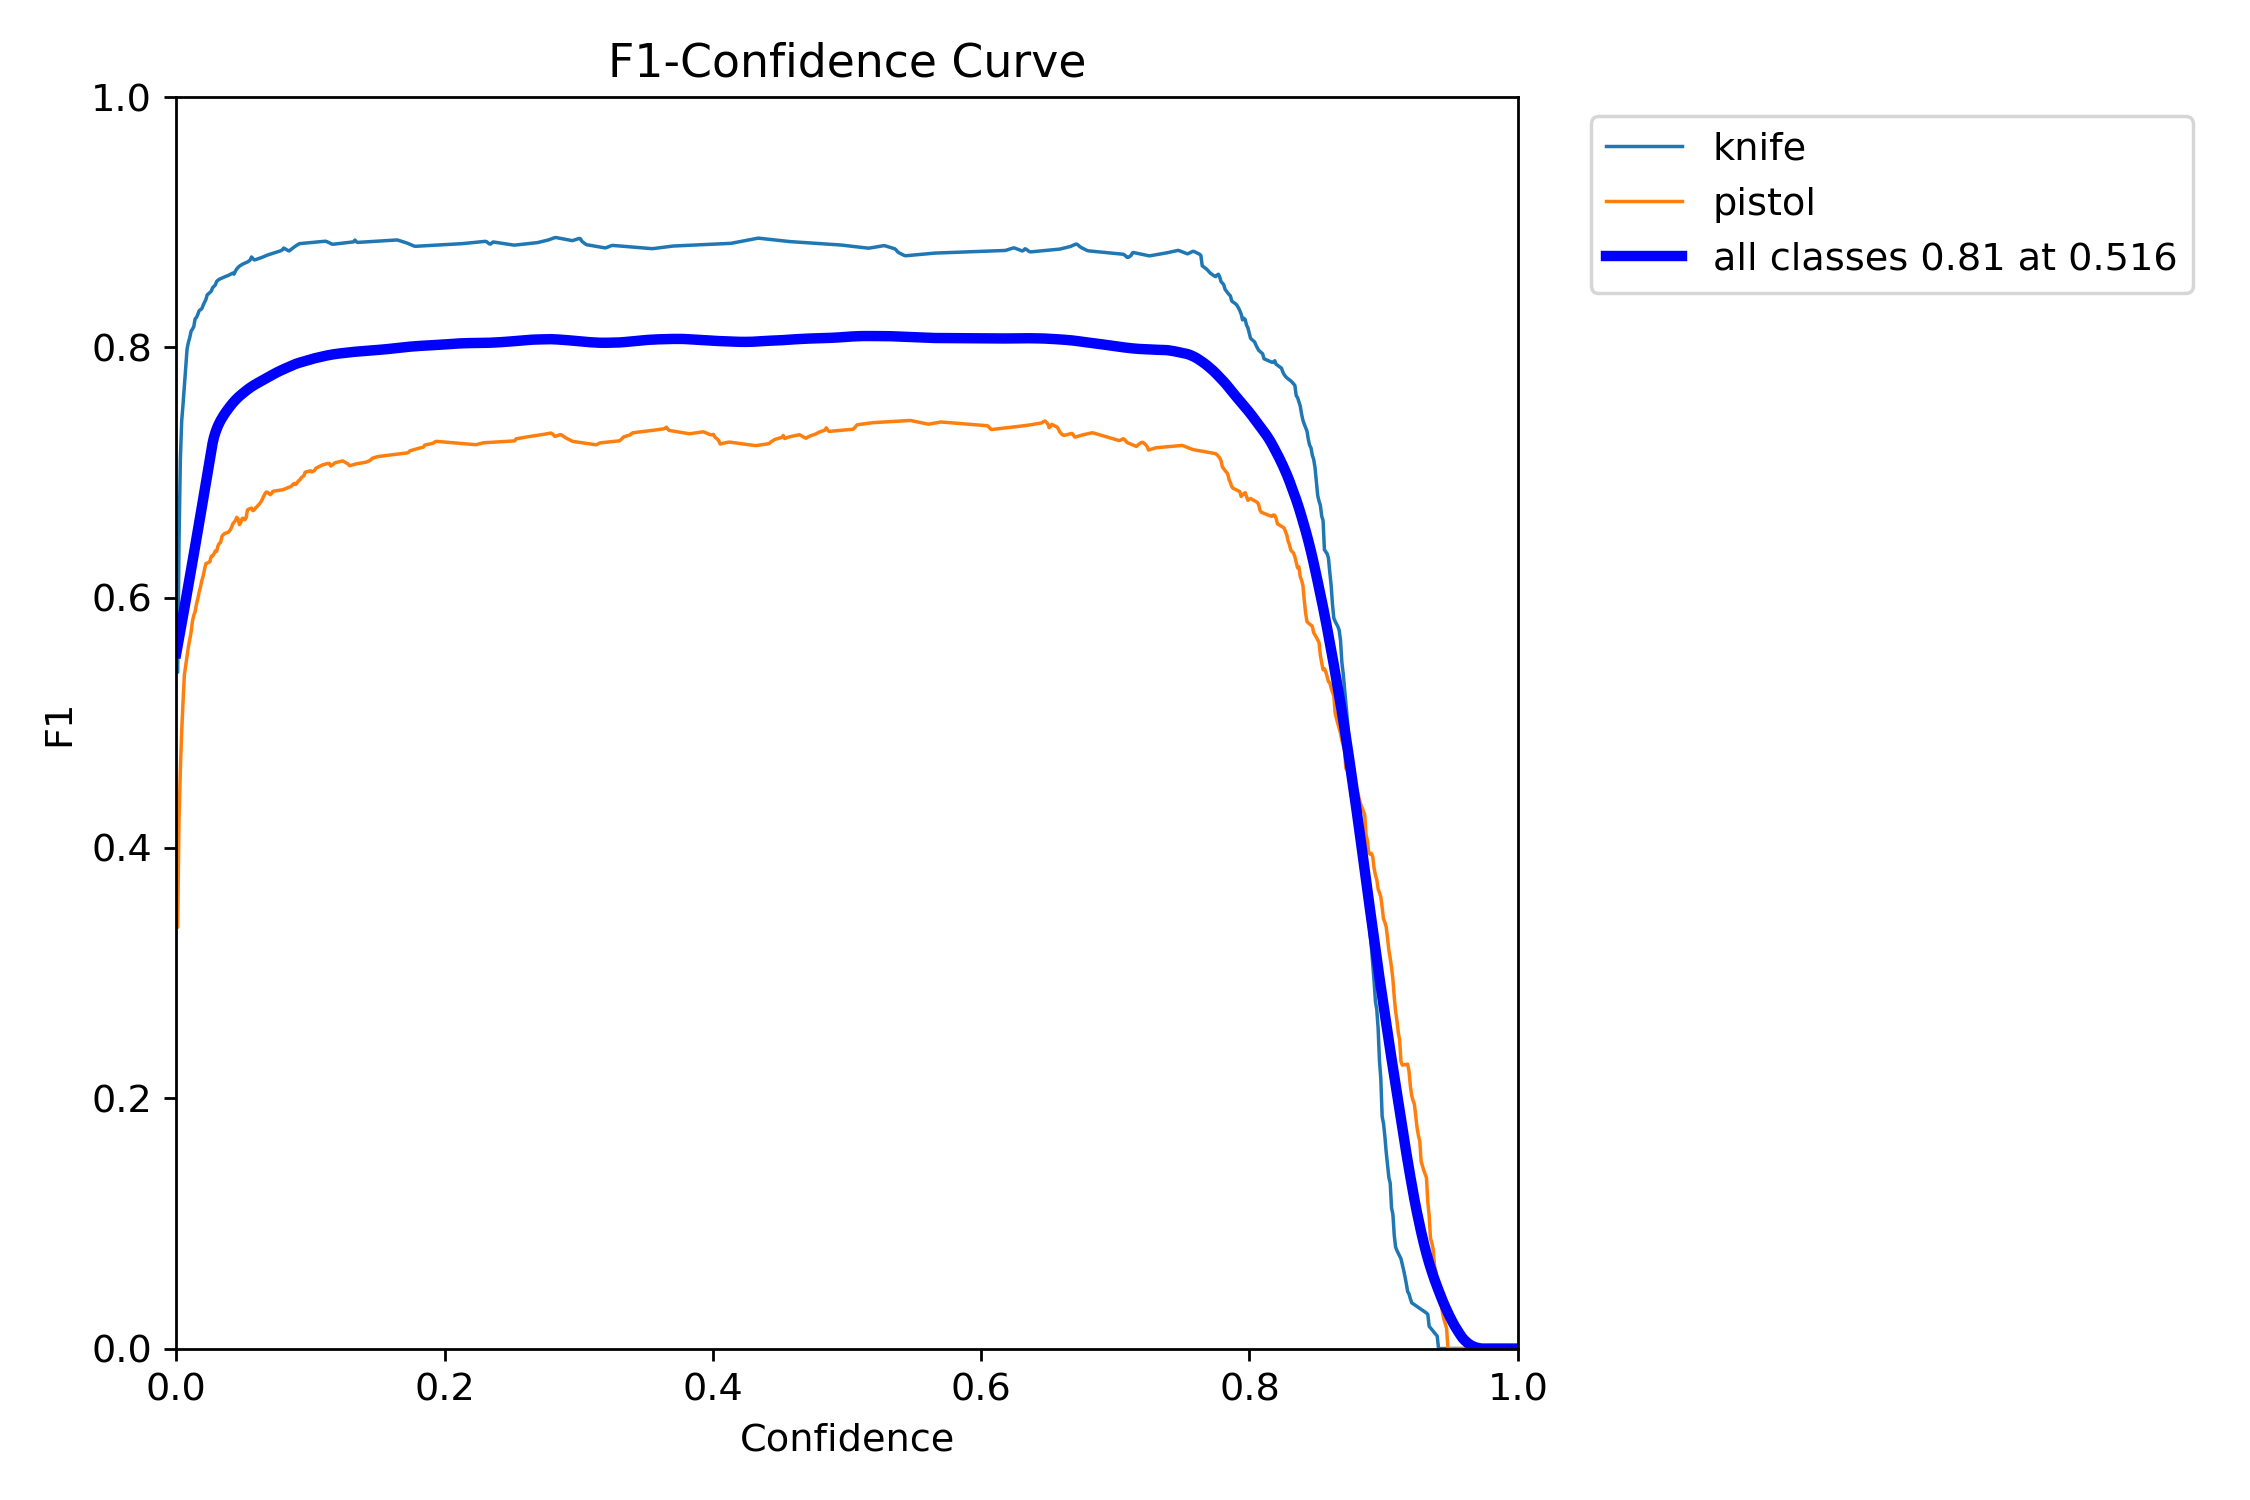 F1-Confidence Curve
knife
pistol
all classes 0.81 at 0.516
1.0
0.8
0.6
0.4
0.2
0.0
F1
0.0 0.2 0.4 0.6 0.8 1.0
Confidence